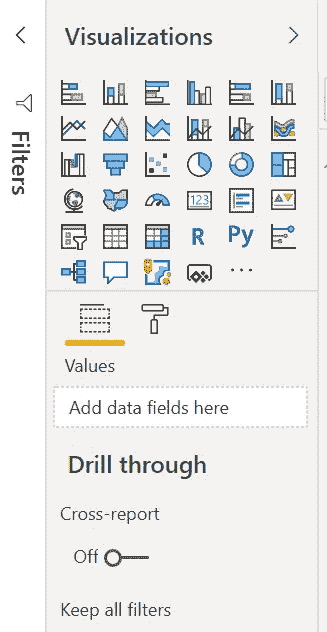 Visualizations
Filters
123
R
Py
Values
Add data fields here
Drill through
Cross-report
Off
Keep all filters